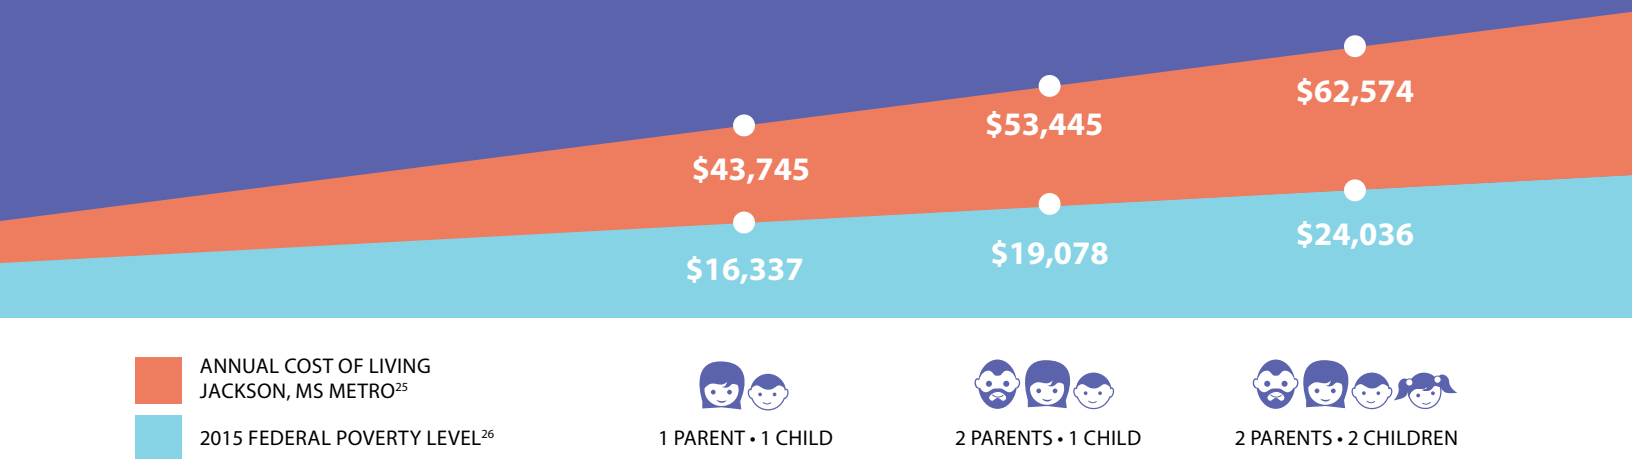 $62,574
$53,445
$43,745
$24,036
$19,078
$16,337
ANNUAL COST OF LIVING
JACKSON, MS METRO25
2015 FEDERAL POVERTY LEVEL26
1 PARENT • 1 CHILD
2 PARENTS • 1 CHILD
2 PARENTS • 2 CHILDREN